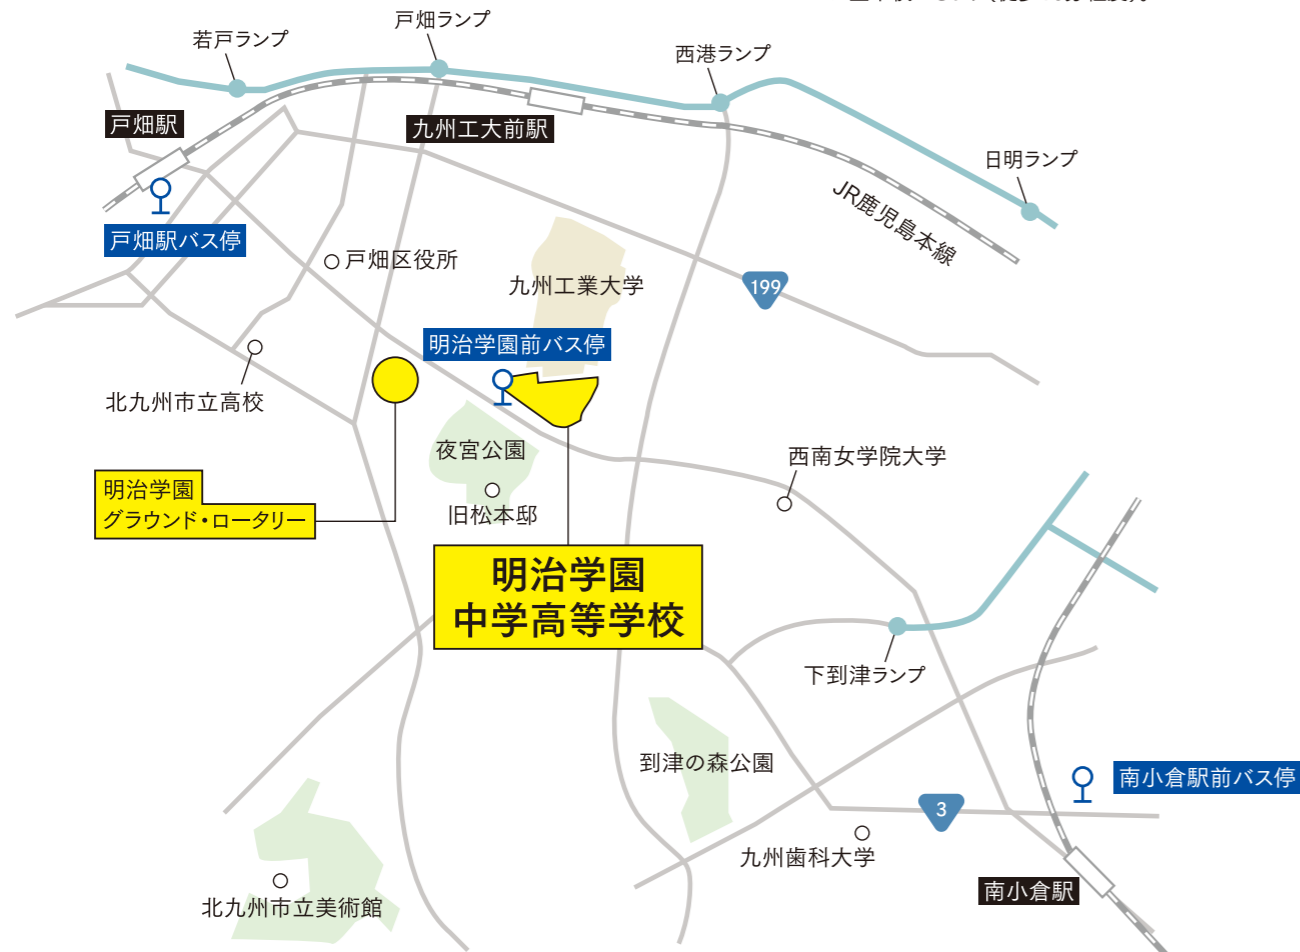 戸畑ランプ
若戸ランプ
西港ランプ
戸畑駅
九州工大前駅
日明ランプ
JR鹿児島本線
戸畑駅バス停
戸畑区役所
九州工業大学
199
明治学園前バス停
北九州市立高校
夜宮公園
西南女学院大学
明治学園
グラウンド・ロータリー
旧松本邸
明治学園
中学高等学校
下到津ランプ
到津の森公園
南小倉駅前バス停
3
九州歯科大学
南小倉駅
北九州市立美術館